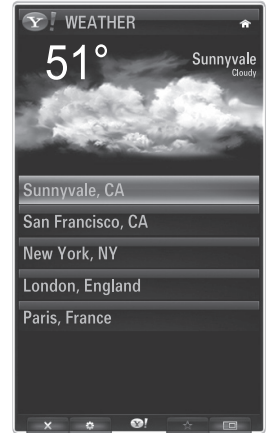 Y! WEATHER
51°
Sunnyvale
Cloudy
Sunnyvale, CA
San Francisco, CA
New York, NY
London, England
Paris, France
Y!